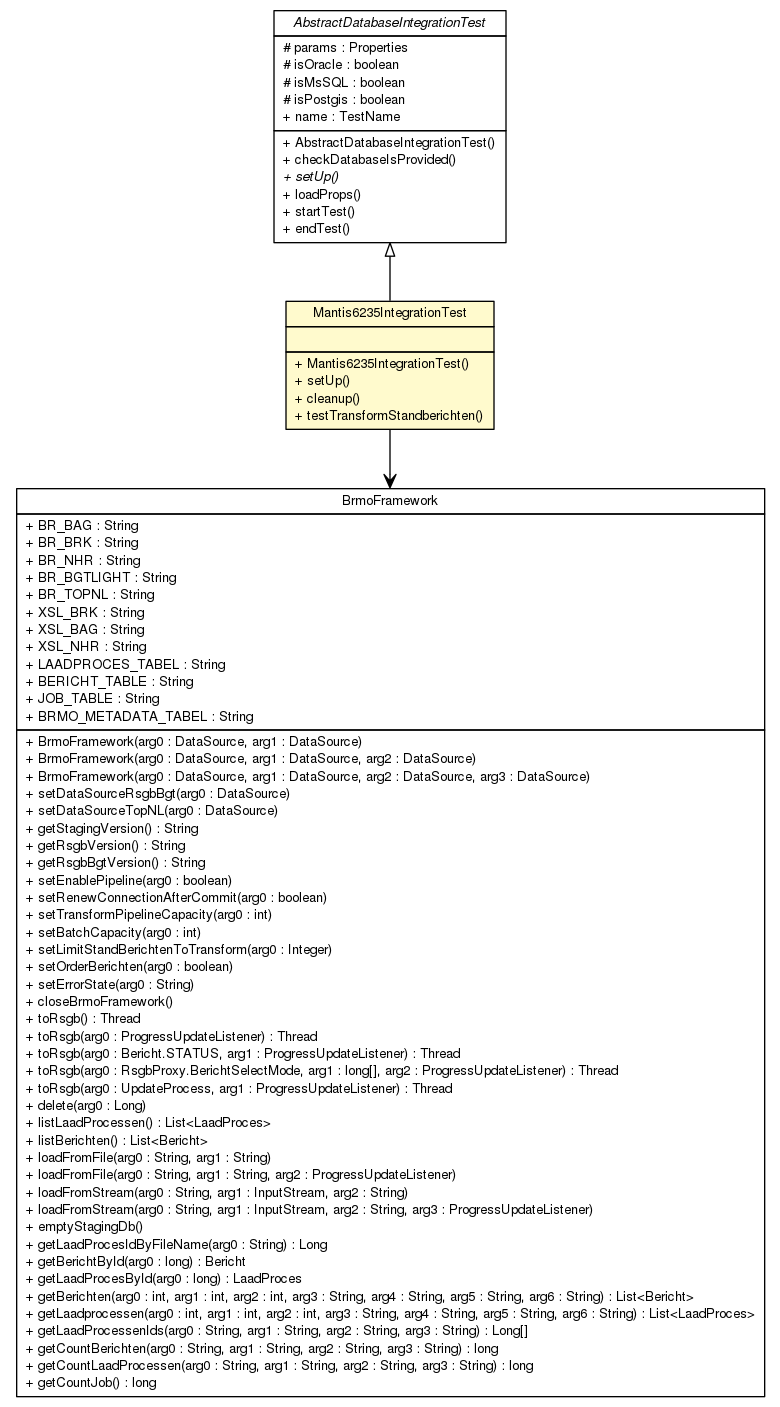 AbstractDatabaseIntegrationTest
# params : Properties
# isOracle : boolean
# isMsSQL : boolean
# isPostgis : boolean
+ name : TestName
+ AbstractDatabaseIntegrationTest()
+ checkDatabaseIsProvided()
+ setUp()
+ loadProps()
+ startTest()
+ endTest()
Mantis6235IntegrationTest
+ Mantis6235IntegrationTest()
+ setUp()
+ cleanup()
+ testTransformStandberichten()
BrmoFramework
+ BR_BAG : String
+ BR_BRK : String
+ BR_NHR : String
+ BR_BGTLIGHT : String
+ BR_TOPNL : String
+ XSL_BRK : String
+ XSL_BAG : String
+ XSL_NHR : String
+ LAADPROCES_TABEL : String
+ BERICHT_TABLE : String
+ JOB_TABLE : String
+ BRMO_METADATA_TABEL : String
+ BrmoFramework(arg0 : DataSource, arg1 : DataSource)
+ BrmoFramework(arg0 : DataSource, arg1 : DataSource, arg2 : DataSource)
+ BrmoFramework(arg0 : DataSource, arg1 : DataSource, arg2 : DataSource, arg3 : DataSource)
+ setDataSourceRsgbBgt(arg0 : DataSource)
+ setDataSourceTopNL(arg0 : DataSource)
+ getStagingVersion() : String
+ getRsgbVersion() : String
+ getRsgbBgtVersion() : String
+ setEnablePipeline(arg0 : boolean)
+ setRenewConnectionAfterCommit(arg0 : boolean)
+ setTransformPipelineCapacity(arg0 : int)
+ setBatchCapacity(arg0 : int)
+ setLimitStandBerichtenToTransform(arg0 : Integer)
+ setOrderBerichten(arg0 : boolean)
+ setErrorState(arg0 : String)
+ closeBrmoFramework()
+ toRsgb() : Thread
+ toRsgb(arg0 : ProgressUpdateListener) : Thread
+ toRsgb(arg0 : Bericht.STATUS, arg1 : ProgressUpdateListener) : Thread
+ toRsgb(arg0 : RsgbProxy.BerichtSelectMode, arg1 : long[], arg2 : ProgressUpdateListener) : Thread
+ toRsgb(arg0 : UpdateProcess, arg1 : ProgressUpdateListener) : Thread
+ delete(arg0 : Long)
+ listLaadProcessen() : List<LaadProces>
+ listBerichten() : List<Bericht>
+ loadFromFile(arg0 : String, arg1 : String)
+ loadFromFile(arg0 : String, arg1 : String, arg2 : ProgressUpdateListener)
+ loadFromStream(arg0 : String, arg1 : InputStream, arg2 : String)
+ loadFromStream(arg0 : String, arg1 : InputStream, arg2 : String, arg3 : ProgressUpdateListener)
+ emptyStagingDb()
+ getLaadProcesIdByFileName(arg0 : String) : Long
+ getBerichtById(arg0 : long) : Bericht
+ getLaadProcesById(arg0 : long) : LaadProces
+ getBerichten(arg0 : int, arg1 : int, arg2 : int, arg3 : String, arg4 : String, arg5 : String, arg6 : String) : List<Bericht>
+ getLaadprocessen(arg0 : int, arg1 : int, arg2 : int, arg3 : String, arg4 : String, arg5 : String, arg6 : String) : List<LaadProces>
+ getLaadProcessenIds(arg0 : String, arg1 : String, arg2 : String, arg3 : String) : Long[]
+ getCountBerichten(arg0 : String, arg1 : String, arg2 : String, arg3 : String) : long
+ getCountLaadProcessen(arg0 : String, arg1 : String, arg2 : String, arg3 : String) : long
+ getCountJob() : long